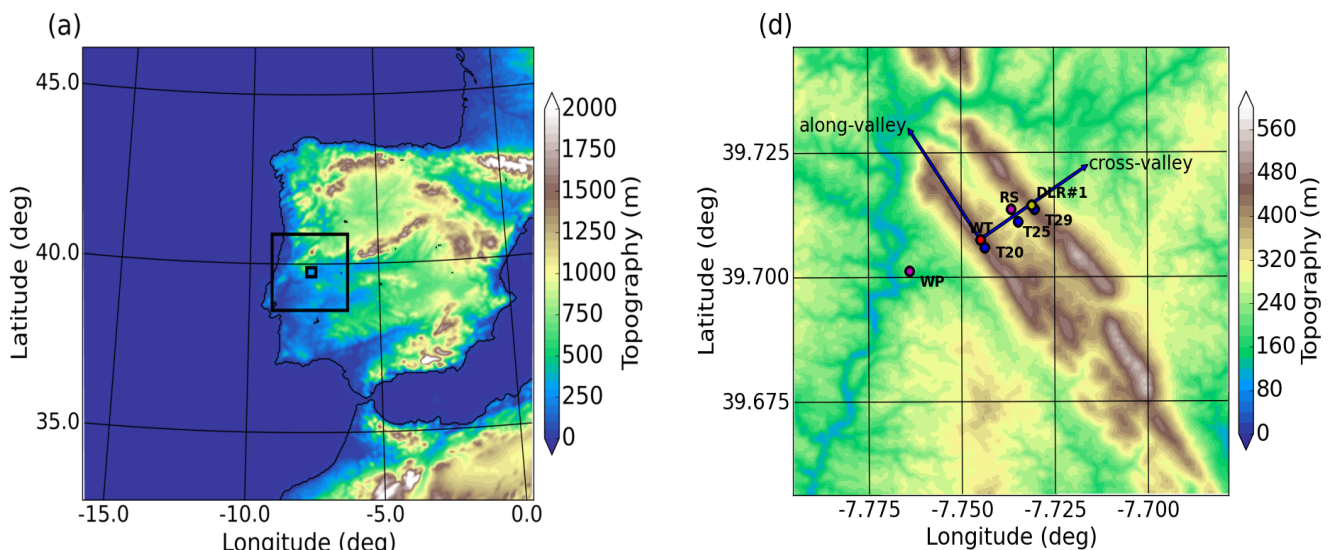 (a)
45.0
40.0
35.0
Latitude (deg)
-15.0
-10.0
-5.0
0.0
Longitude (deg)
2000
1750
1500
1250
1000
750
500
250
0
Topography (m)
(d)
along-valley
cross-valley
RS
DLR#1
T29
T25
WT
T20
WP
39.725
39.700
39.675
Latitude (deg)
-7.775
-7.750
-7.725
-7.700
Longitude (deg)
560
480
400
320
240
160
80
0
Topography (m)